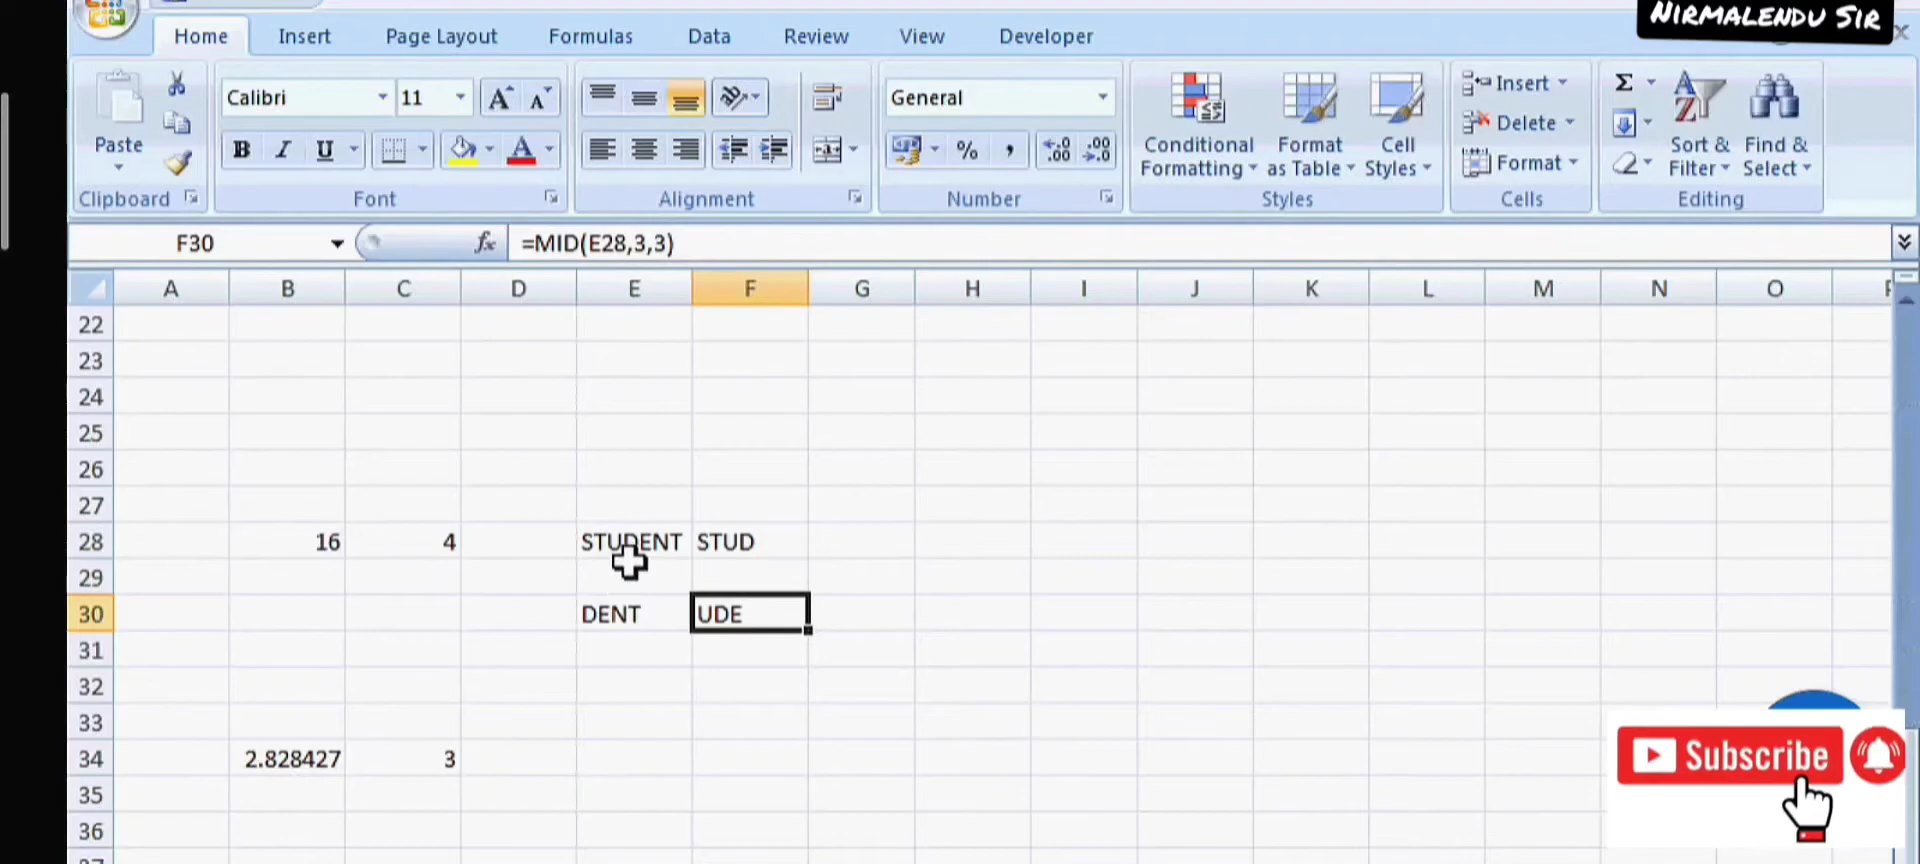 NIRMALENDU SIR
Home Insert Page Layout Formulas Data Review View Developer
Calibri 11 General
Paste B I U % , Conditional Formatting Format as Table Cell Styles Insert Delete Format Σ Sort & Filter Find & Select
Clipboard Font Alignment Number Styles Cells Editing
F30 fx =MID(E28,3,3)
A B C D E F G H I J K L M N O
22
23
24
25
26
27
28 16 4 STUDENT STUD
29
30 DENT UDE
31
32
33
34 2.828427 3
35
36
Subscribe